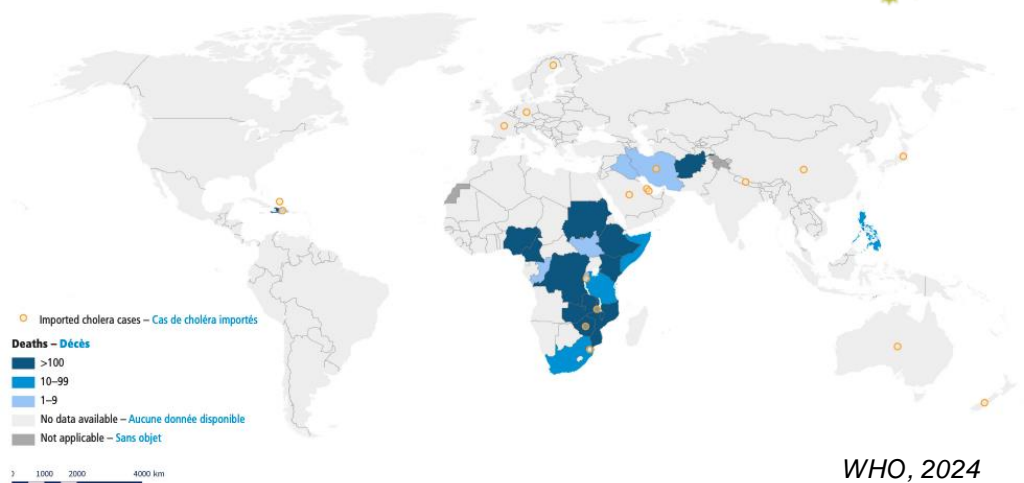 Imported cholera cases – Cas de choléra importés
Deaths – Décès
>100
10–99
1–9
No data available – Aucune donnée disponible
Not applicable – Sans objet
1000 2000 4000 km
WHO, 2024